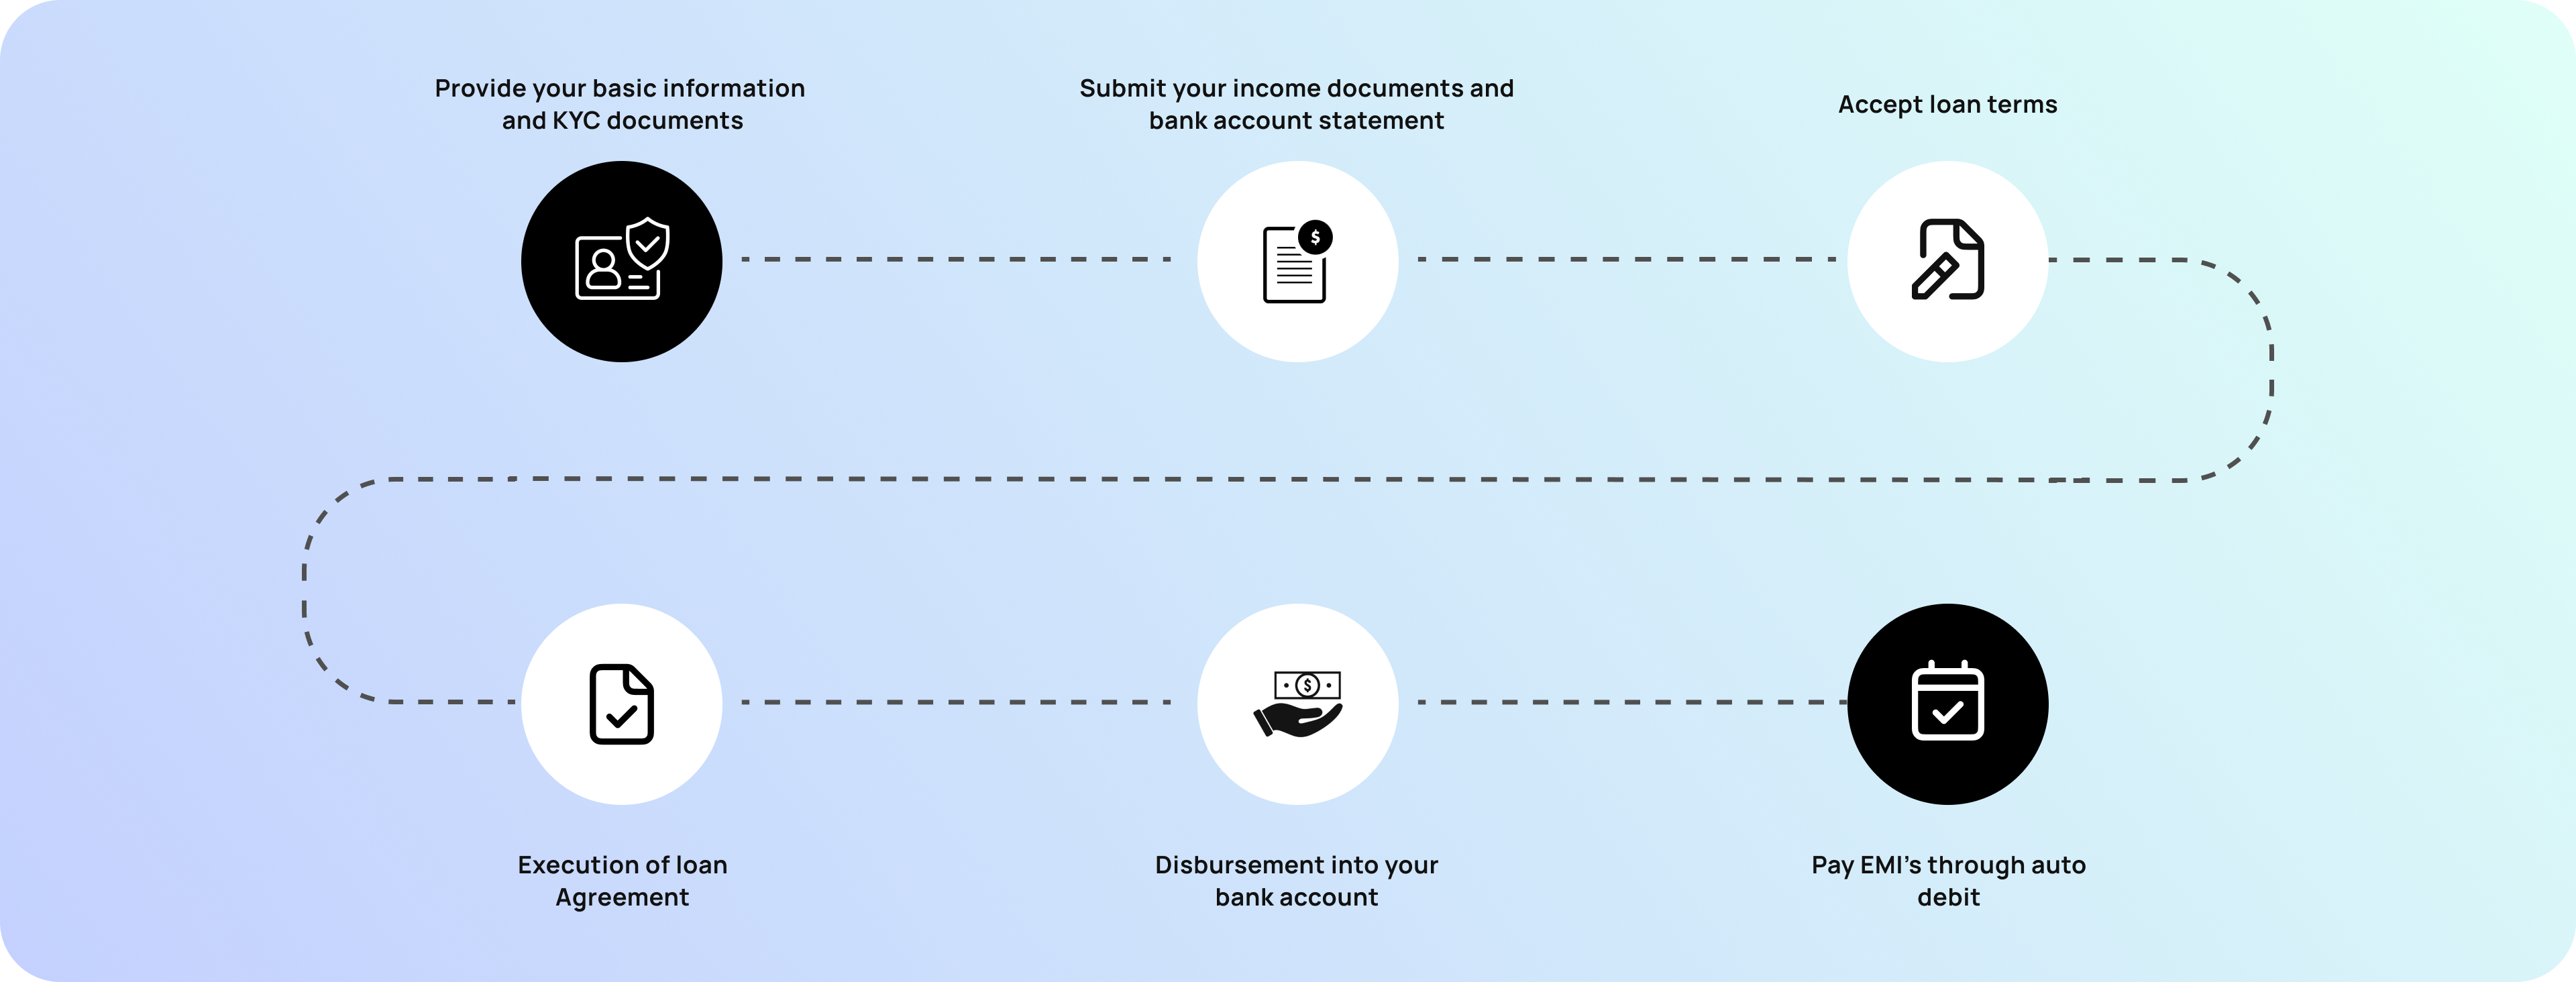 Provide your basic information
and KYC documents
Submit your income documents and
bank account statement
Accept loan terms
$
Execution of loan
Agreement
$
Disbursement into your
bank account
Pay EMI’s through auto
debit